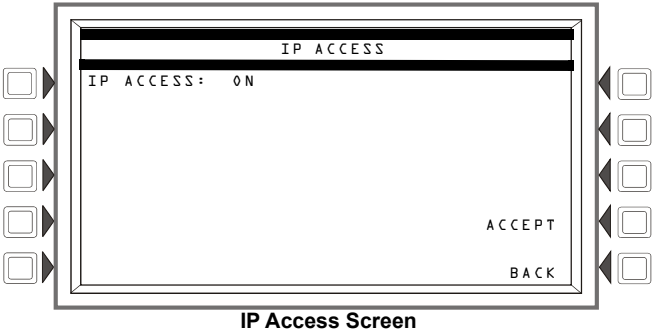 IP ACCESS
IP ACCESS: ON
ACCEPT
BACK
IP Access Screen